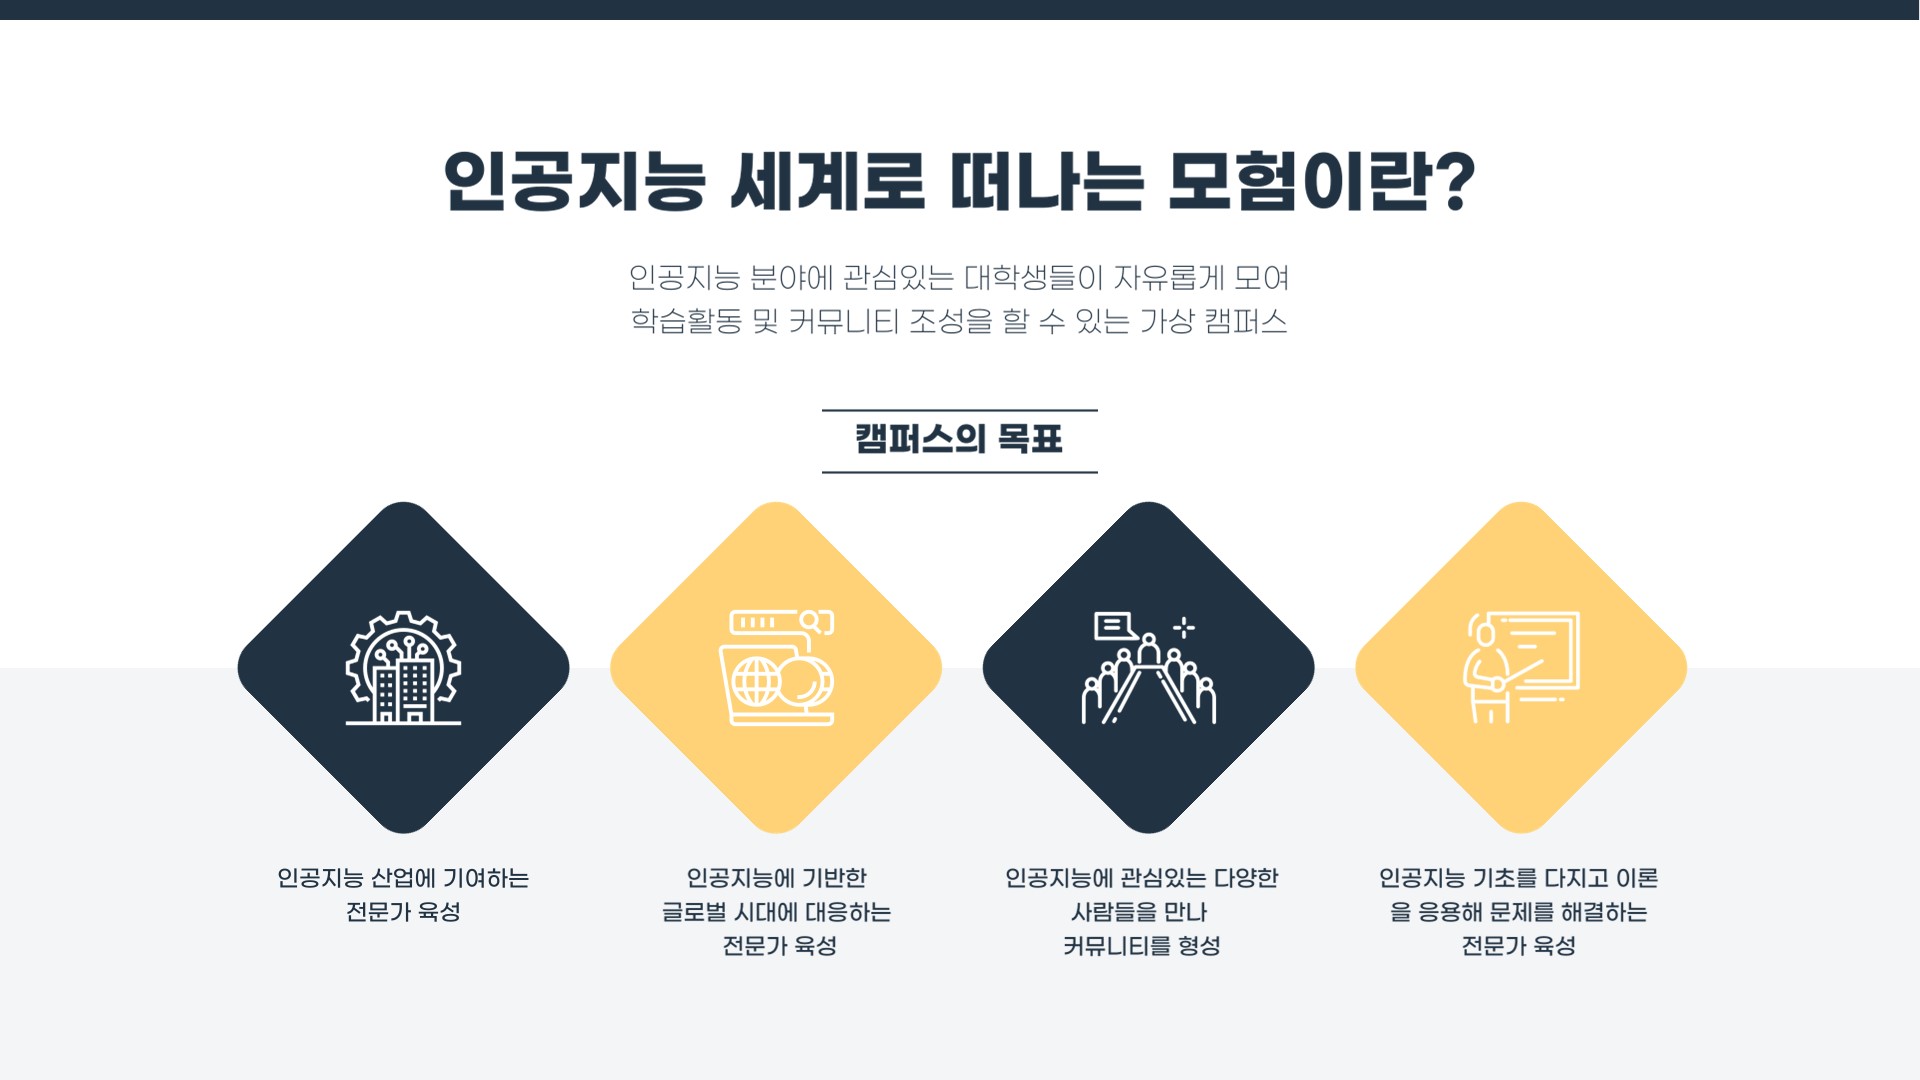 인공지능 세계로 떠나는 모험이란?
인공지능 분야에 관심있는 대학생들이 자유롭게 모여
학습활동 및 커뮤니티 조성을 할 수 있는 가상 캠퍼스
캠퍼스의 목표
인공지능 산업에 기여하는
전문가 육성
인공지능에 기반한
글로벌 시대에 대응하는
전문가 육성
인공지능에 관심있는 다양한
사람들을 만나
커뮤니티를 형성
인공지능 기초를 다지고 이론
을 응용해 문제를 해결하는
전문가 육성